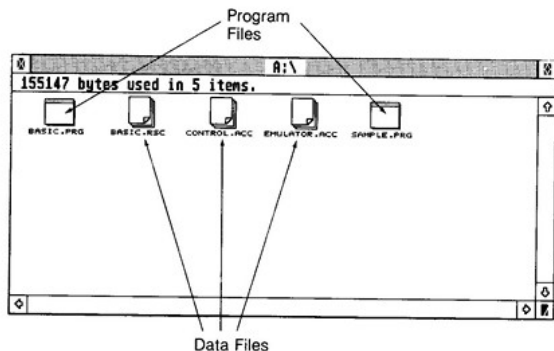 Program
Files
A:\
155147 bytes used in 5 items.
BASIC.PRG BASIC.RSC CONTROL.ACC EMULATOR.ACC SAMPLE.PRG
Data Files